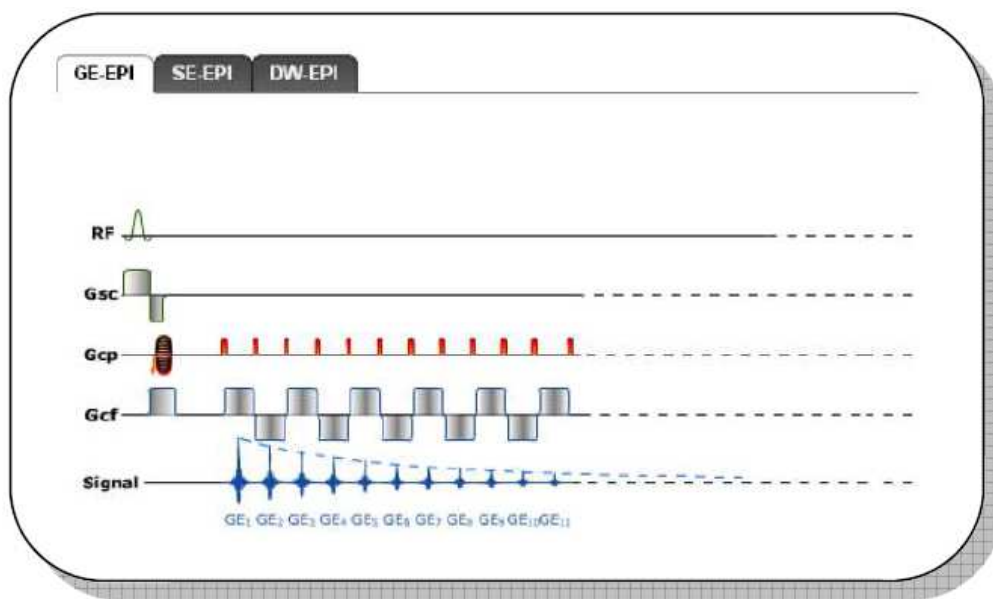 GE-EPI SE-EPI DW-EPI
RF
Gsc
Gcp
Gcf
Signal
GE₁ GE₂ GE₃ GE₄ GE₅ GE₆ GE₇ GE₈ GE₉ GE₁₀ GE₁₁